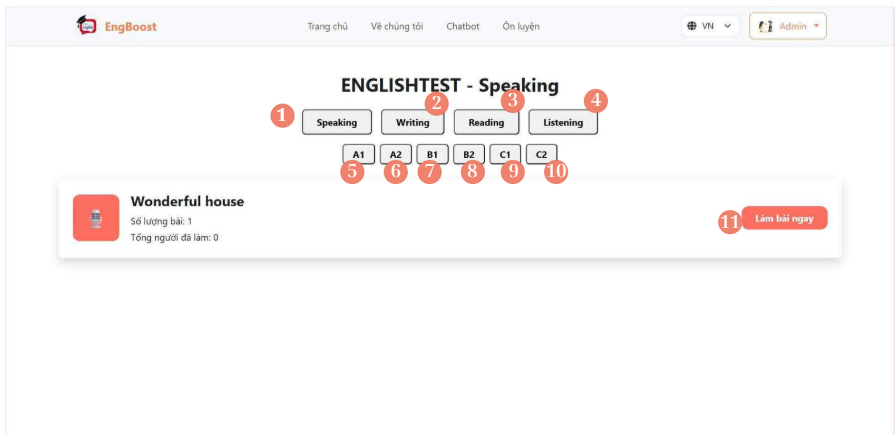 EngBoost Trang chủ Về chúng tôi Chatbot Ôn luyện VN Admin
ENGLISHTEST - Speaking
1 Speaking 2 Writing 3 Reading 4 Listening
A1 A2 B1 B2 C1 C2
5 6 7 8 9 10
Wonderful house
Số lượng bài: 1
Tổng người đã làm: 0
11 Làm bài ngay